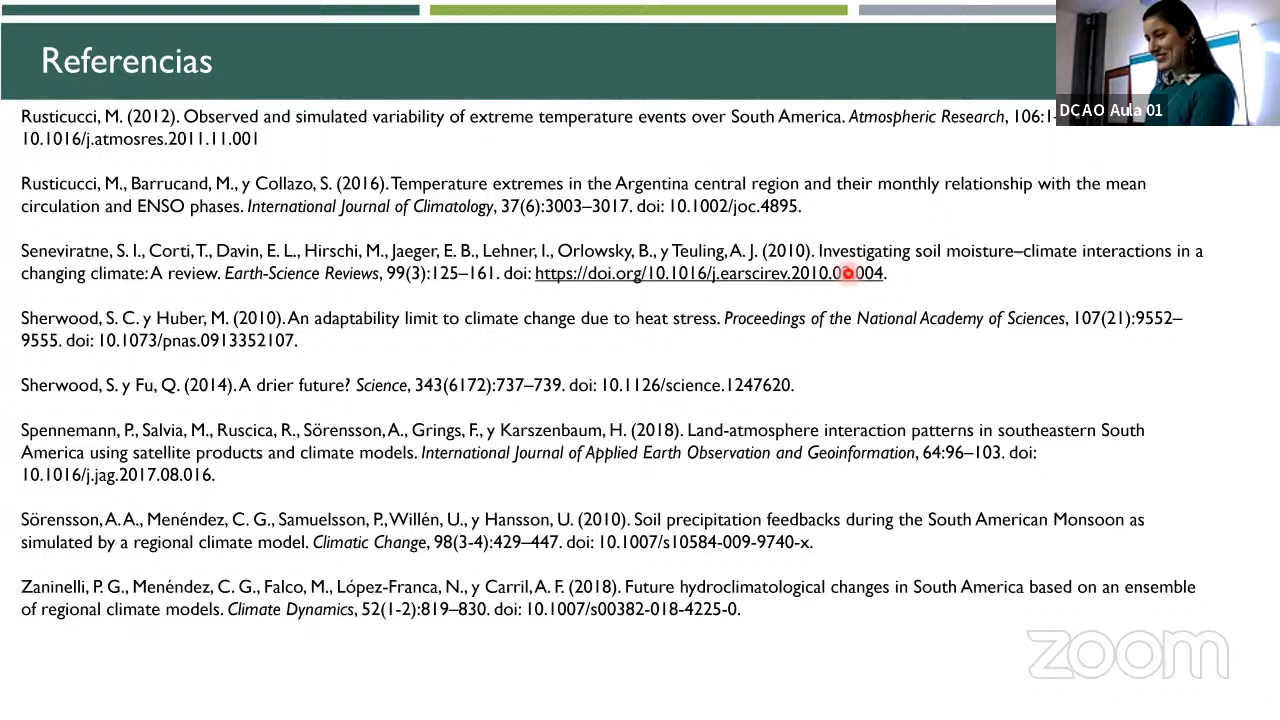 Referencias
DCAO Aula 01
Rusticucci, M. (2012). Observed and simulated variability of extreme temperature events over South America. Atmospheric Research, 106:1-
10.1016/j.atmosres.2011.11.001
Rusticucci, M., Barrucand, M., y Collazo, S. (2016). Temperature extremes in the Argentina central region and their monthly relationship with the mean
circulation and ENSO phases. International Journal of Climatology, 37(6):3003–3017. doi: 10.1002/joc.4895.
Seneviratne, S. I., Corti, T., Davin, E. L., Hirschi, M., Jaeger, E. B., Lehner, I., Orlowsky, B., y Teuling, A. J. (2010). Investigating soil moisture–climate interactions in a
changing climate: A review. Earth-Science Reviews, 99(3):125–161. doi:
Sherwood, S. C. y Huber, M. (2010). An adaptability limit to climate change due to heat stress. Proceedings of the National Academy of Sciences, 107(21):9552–
9555. doi: 10.1073/pnas.0913352107.
Sherwood, S. y Fu, Q. (2014). A drier future? Science, 343(6172):737–739. doi: 10.1126/science.1247620.
Spennemann, P., Salvia, M., Ruscica, R., Sörensson, A., Grings, F., y Karszenbaum, H. (2018). Land-atmosphere interaction patterns in southeastern South
America using satellite products and climate models. International Journal of Applied Earth Observation and Geoinformation, 64:96–103. doi:
10.1016/j.jag.2017.08.016.
Sörensson, A. A., Menéndez, C. G., Samuelsson, P., Willén, U., y Hansson, U. (2010). Soil precipitation feedbacks during the South American Monsoon as
simulated by a regional climate model. Climatic Change, 98(3-4):429–447. doi: 10.1007/s10584-009-9740-x.
Zaninelli, P. G., Menéndez, C. G., Falco, M., López-Franca, N., y Carril, A. F. (2018). Future hydroclimatological changes in South America based on an ensemble
of regional climate models. Climate Dynamics, 52(1-2):819–830. doi: 10.1007/s00382-018-4225-0.
zoom